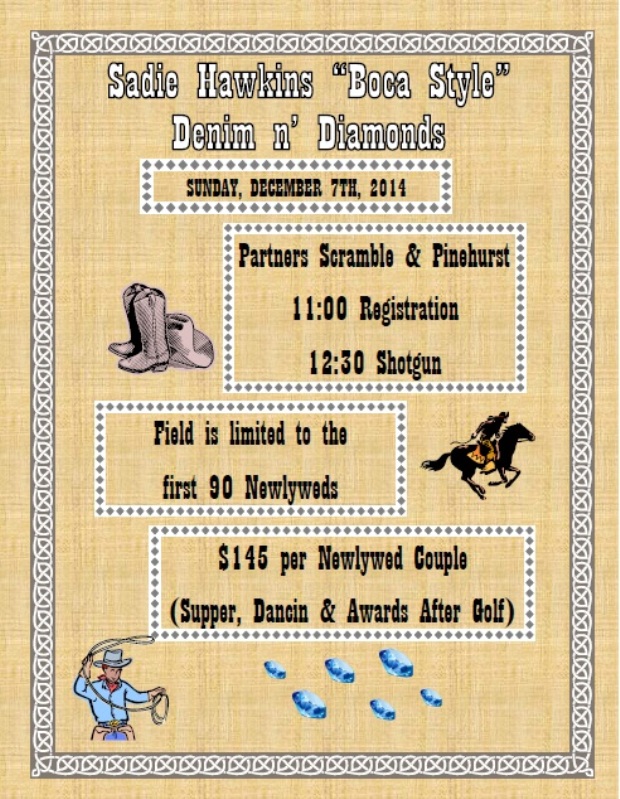 Sadie Hawkins “Boca Style”
Denim n’ Diamonds
SUNDAY, DECEMBER 7TH, 2014
Partners Scramble & Pinehurst
11:00 Registration
12:30 Shotgun
Field is limited to the
first 90 Newlyweds
$145 per Newlywed Couple
(Supper, Dancin & Awards After Golf)